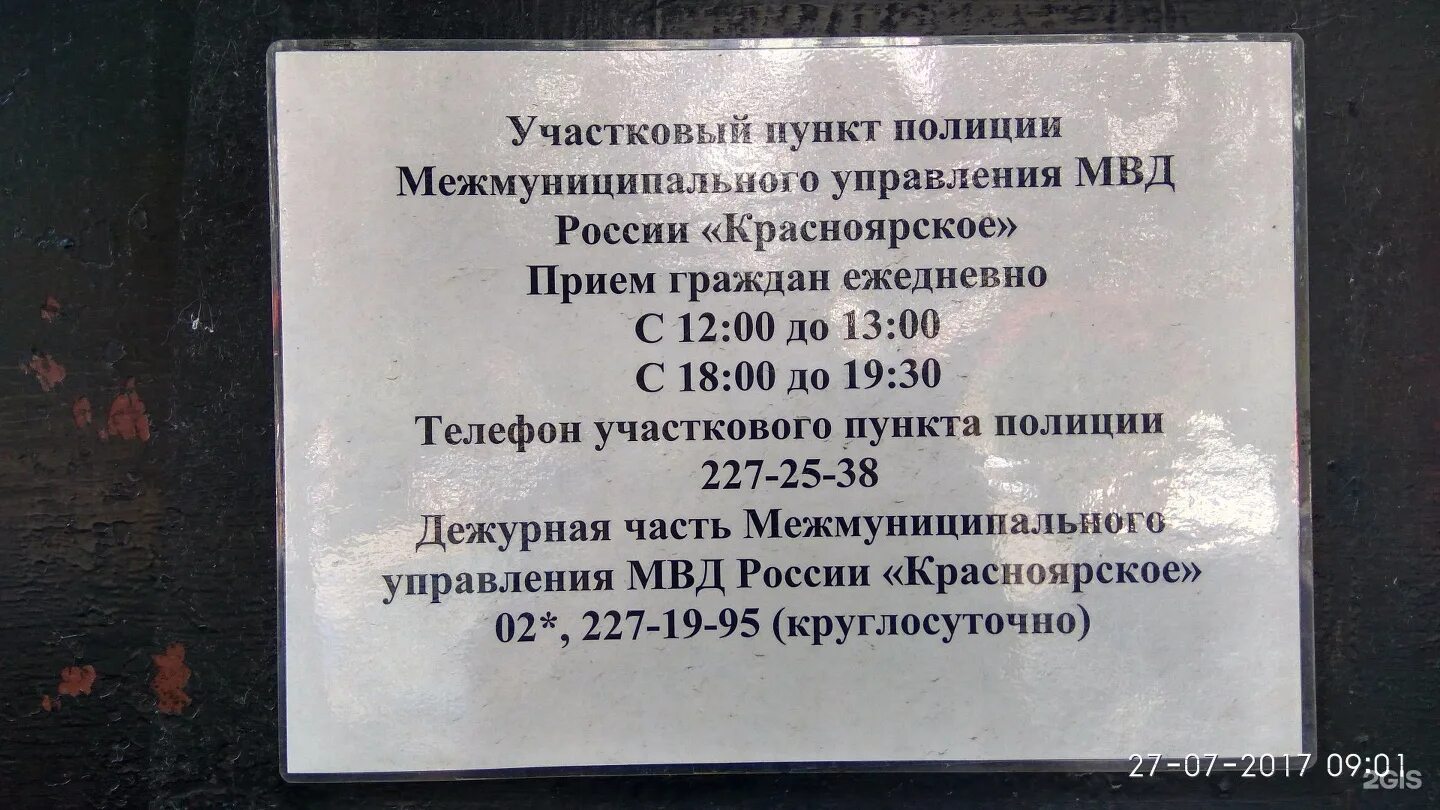 Участковый пункт полиции
Межмуниципального управления МВД
России «Красноярское»
Прием граждан ежедневно
С 12:00 до 13:00
С 18:00 до 19:30
Телефон участкового пункта полиции
227-25-38
Дежурная часть Межмуниципального
управления МВД России «Красноярское»
02*, 227-19-95 (круглосуточно)
27-07-2017 09:01
2GIS